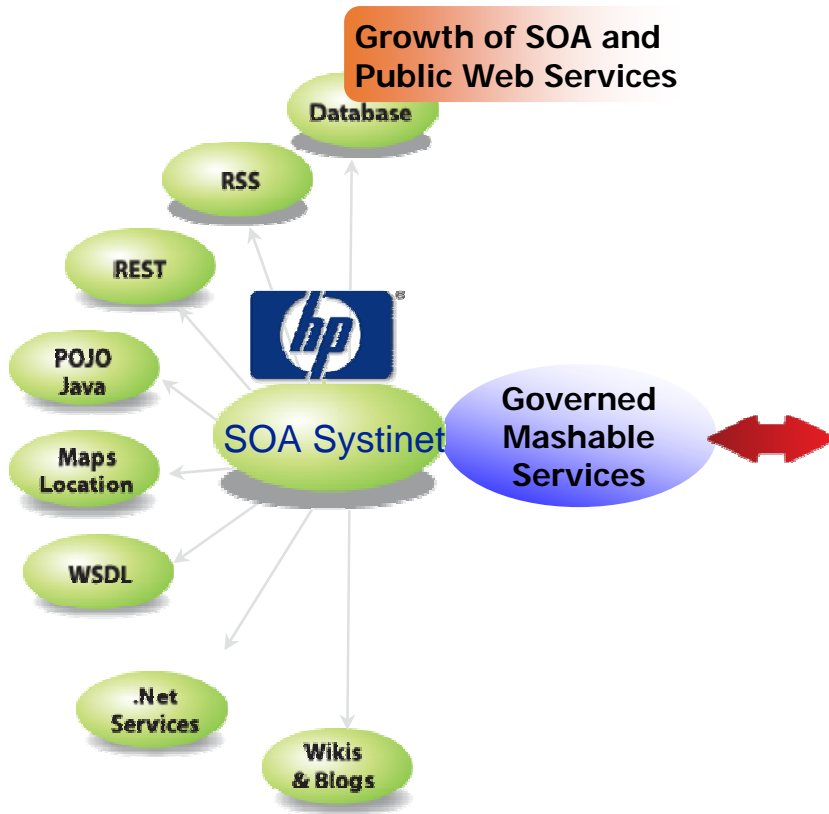 Growth of SOA and
Public Web Services
Database
RSS
REST
hp
®
POJO
Java
SOA Systinet
Governed
Mashable
Services
Maps
Location
WSDL
.Net
Services
Wikis
& Blogs